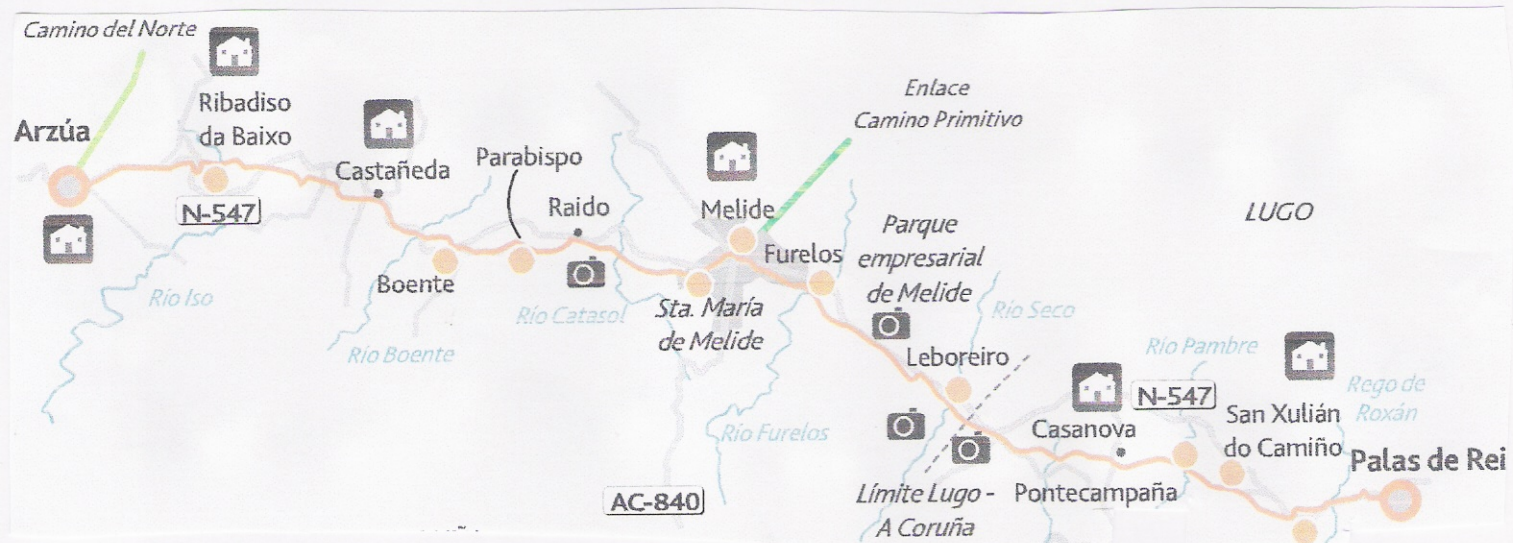 Camino del Norte
Arzúa
Ribadiso
da Baixo
N-547
Río Iso
Castañeda
Boente
Río Boente
Parabispo
Raido
Río Catasol
Melide
Sta. María
de Melide
Enlace
Camino Primitivo
Furelos
Río Furelos
AC-840
Parque
empresarial
de Melide
Leboreiro
Río Seco
LUGO
Límite Lugo -
A Coruña
Casanova
Pontecampaña
N-547
Río Pambre
San Xulián
do Camiño
Rego de
Roxán
Palas de Rei